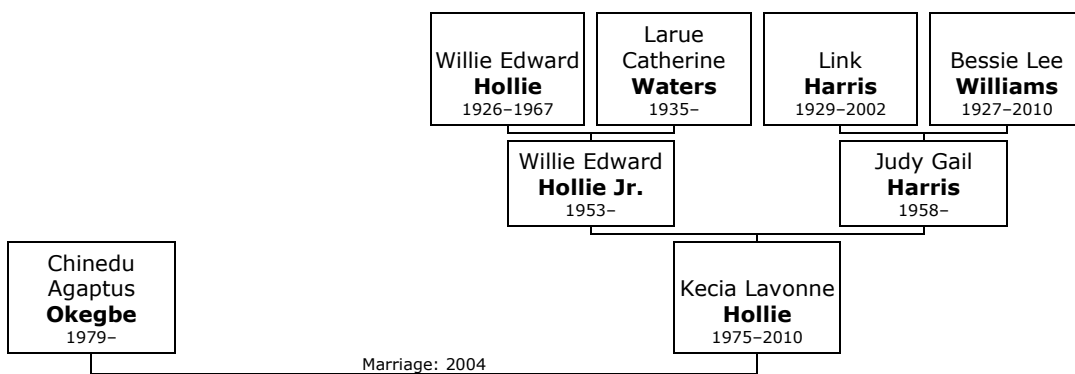 Willie Edward
Hollie
1926–1967
Larue
Catherine
Waters
1935–
Link
Harris
1929–2002
Bessie Lee
Williams
1927–2010
Willie Edward
Hollie Jr.
1953–
Judy Gail
Harris
1958–
Chinedu
Agaptus
Okegbe
1979–
Kecia Lavonne
Hollie
1975–2010
Marriage: 2004